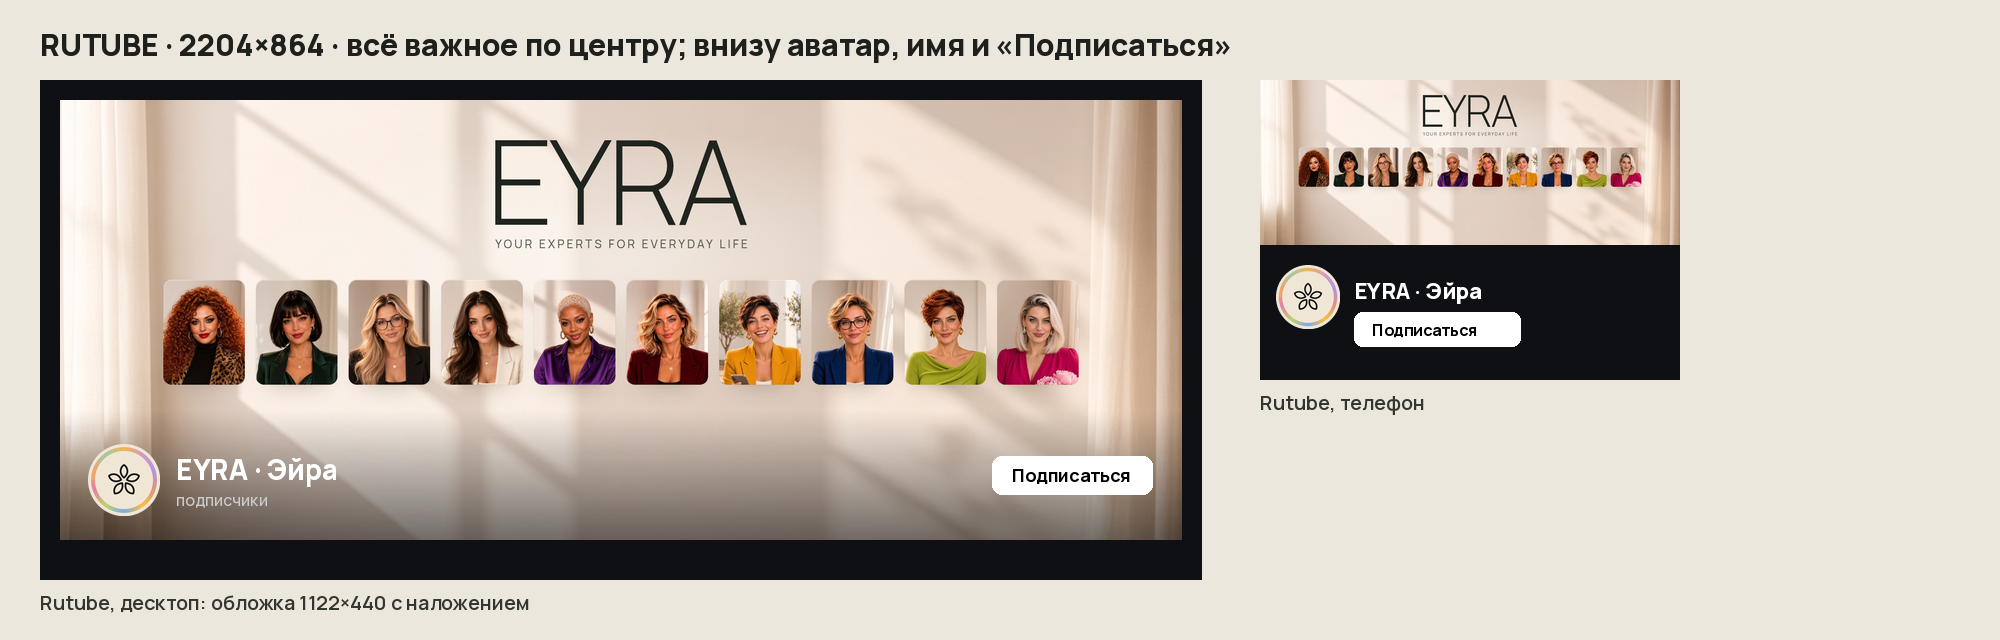 RUTUBE · 2204×864 · всё важное по центру; внизу аватар, имя и «Подписаться»
EYRA
YOUR EXPERTS FOR EVERYDAY LIFE
EYRA · Эйра
подписчики
Подписаться
Rutube, десктоп: обложка 1122×440 с наложением
EYRA
YOUR EXPERTS FOR EVERYDAY LIFE
EYRA · Эйра
Подписаться
Rutube, телефон